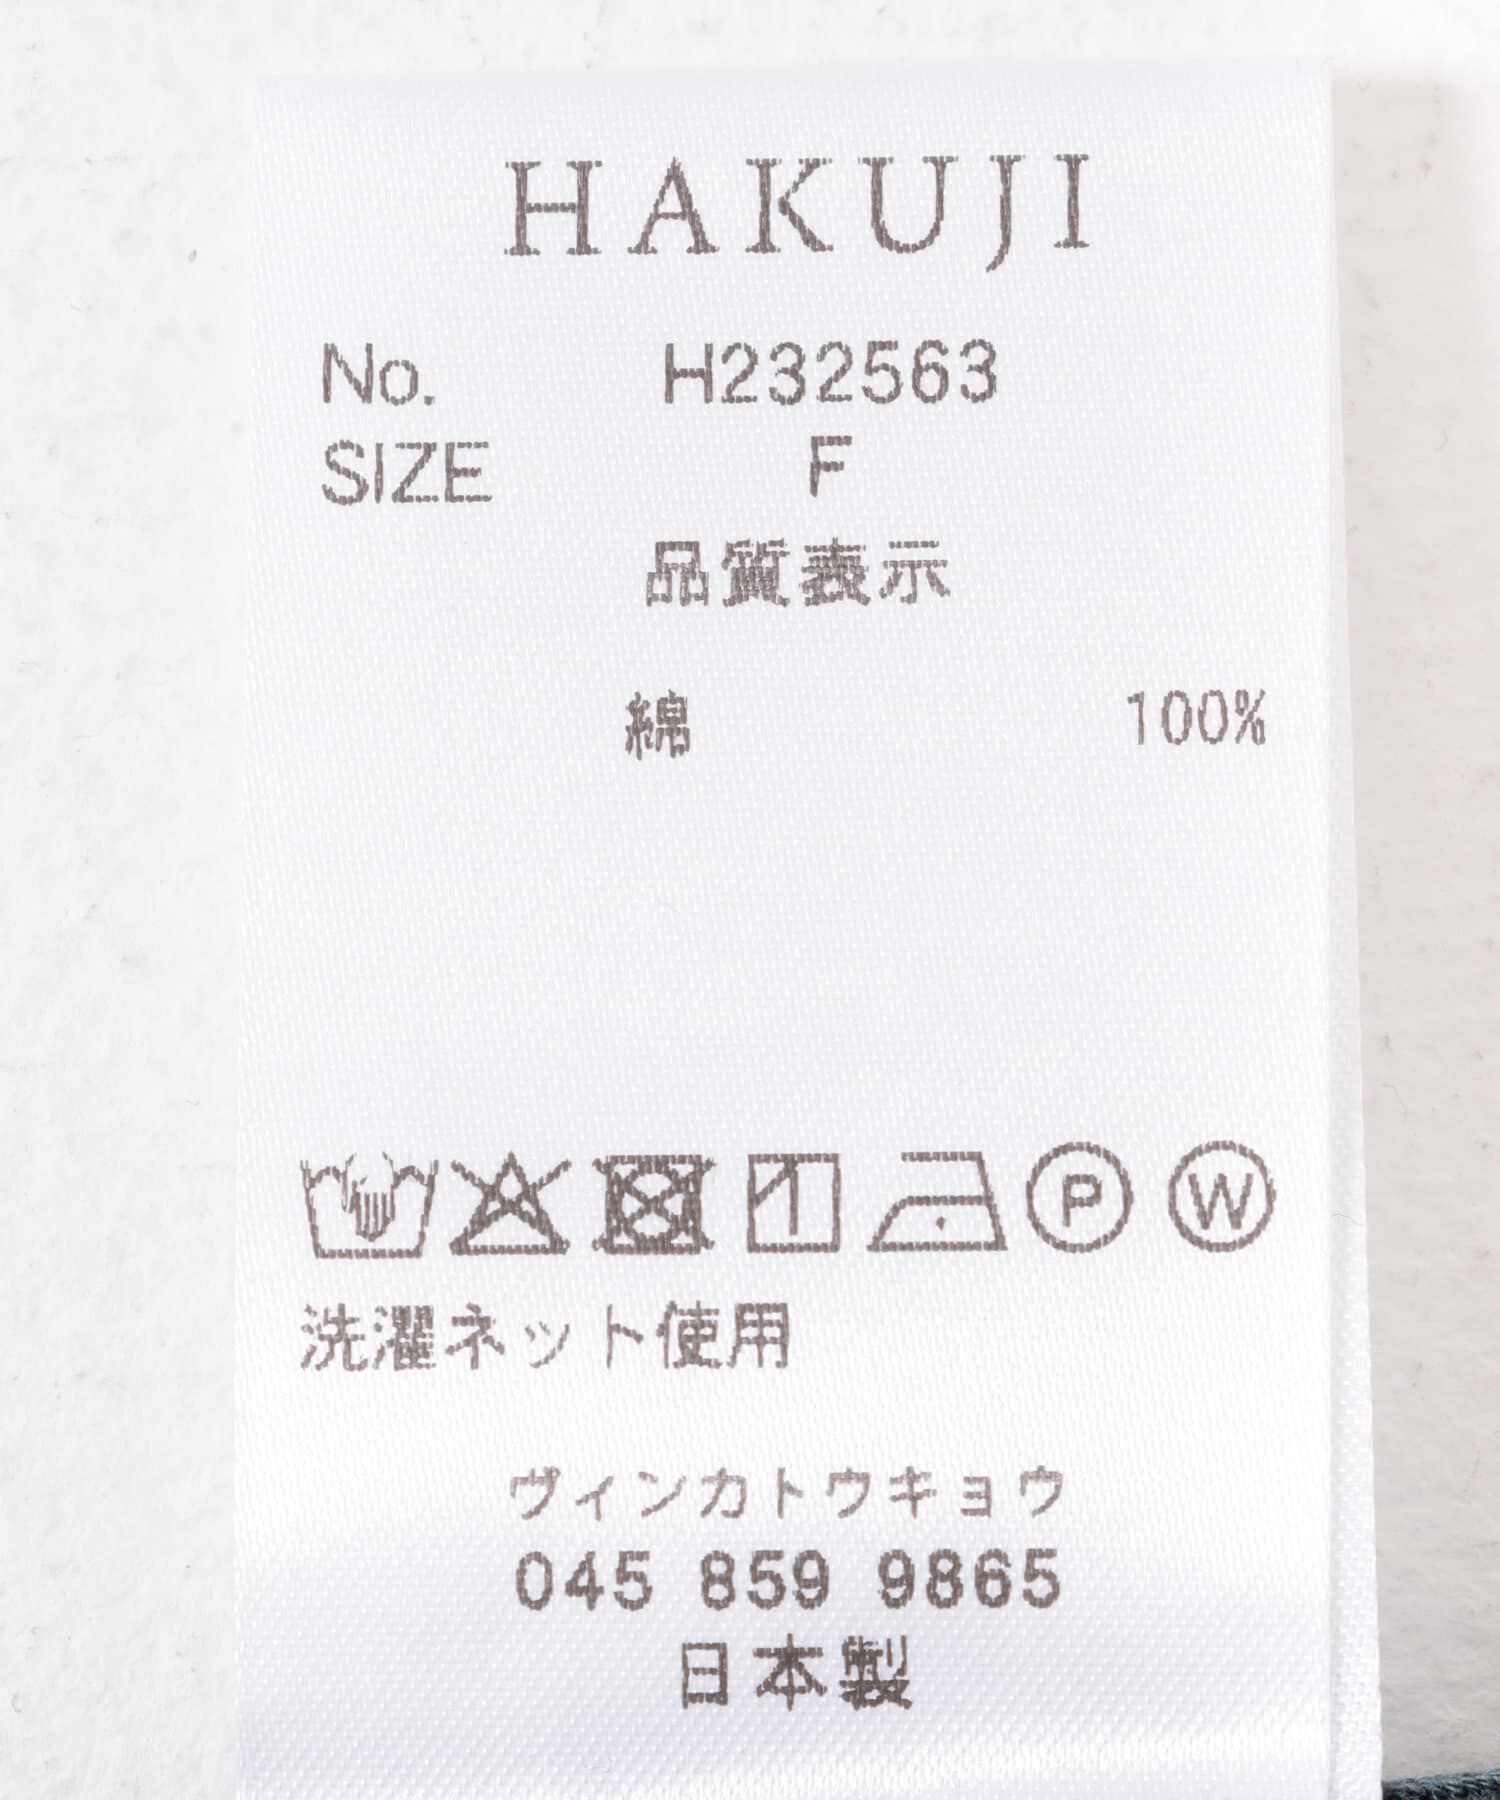 HAKUJI
No. H232563
SIZE F
品質表示
綿 100%
P W
洗濯ネット使用
ヴィンカトウキョウ
045 859 9865
日本製